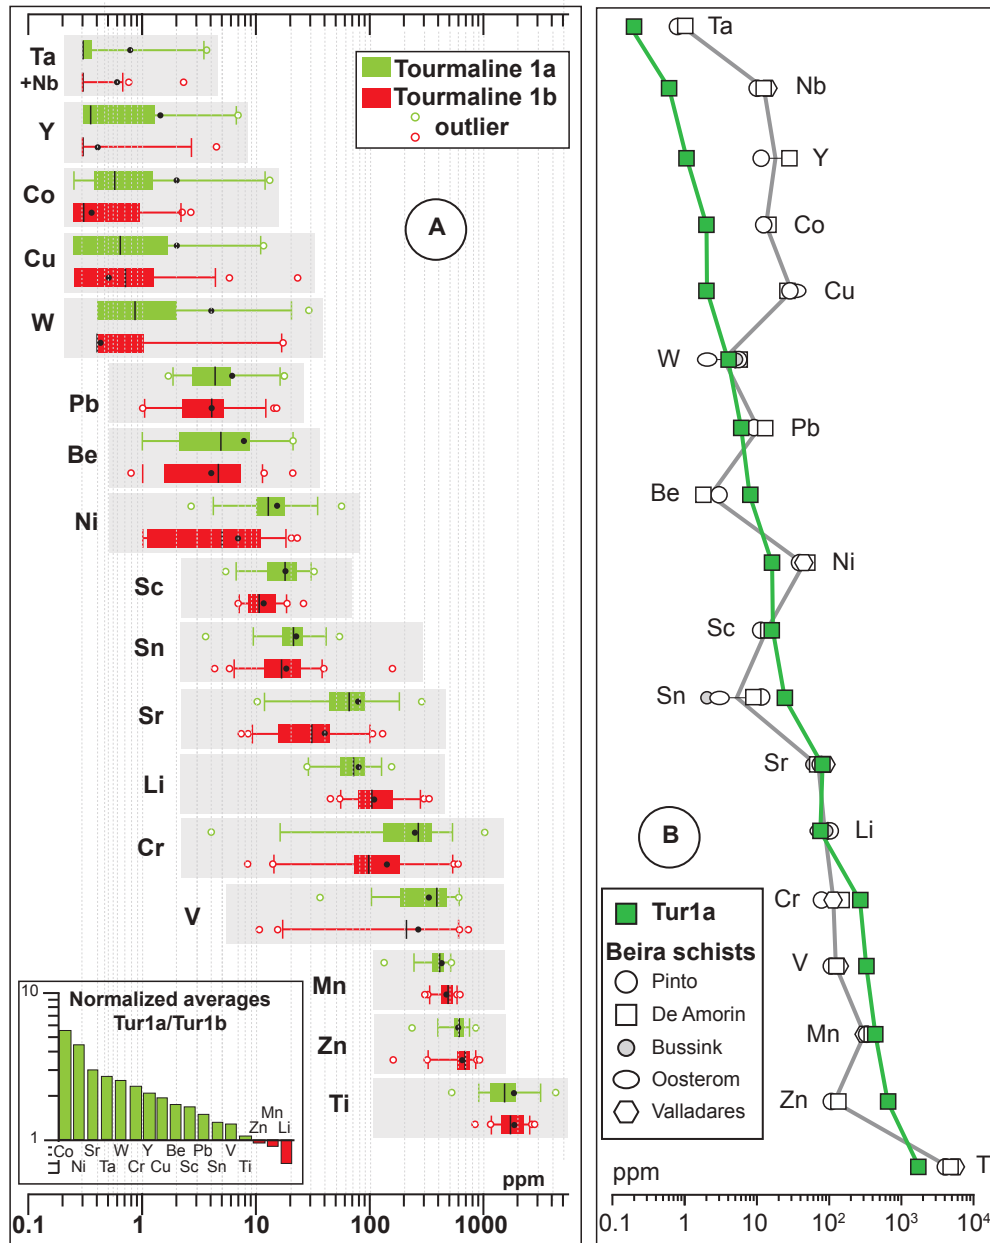 Ta
+Nb
Y
Co
Cu
W
Pb
Be
Ni
Sc
Sn
Sr
Li
Cr
V
Mn
Zn
Ti
Tourmaline 1a
Tourmaline 1b
outlier
A
10
Normalized averages
Tur1a/Tur1b
1
Co Sr W Y Be Pb V Zn Mn Li
Ni Ta Cr Cu Sc Sn Ti
ppm
0.1 1 10 100 1000
Ta
Nb
Y
Co
Cu
W
Pb
Be
Ni
Sc
Sn
Sr
Li
Cr
V
Mn
Zn
T
B
Tur1a
Beira schists
Pinto
De Amorin
Bussink
Oosterom
Valladares
ppm
0.1 1 10 10² 10³ 10⁴